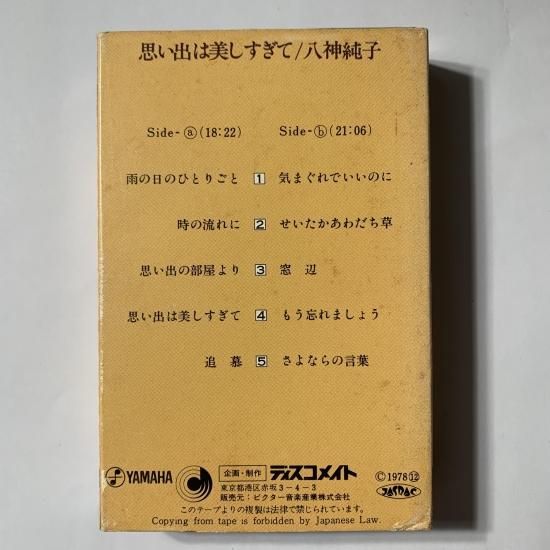 思い出は美しすぎて/八神純子
Side-ⓐ(18:22) Side-ⓑ(21:06)
雨の日のひとりごと 1 気まぐれでいいのに
時の流れに 2 せいたかあわだち草
思い出の部屋より 3 窓辺
思い出は美しすぎて 4 もう忘れましょう
追慕 5 さよならの言葉
YAMAHA 企画・制作 ディスコメイト Ⓒ1978⑫
東京都港区赤坂3-4-3
販売元:ビクター音楽産業株式会社 JASRAC
このテープよりの複製は法律で禁じられています。
Copying from tape is forbidden by Japanese Law.